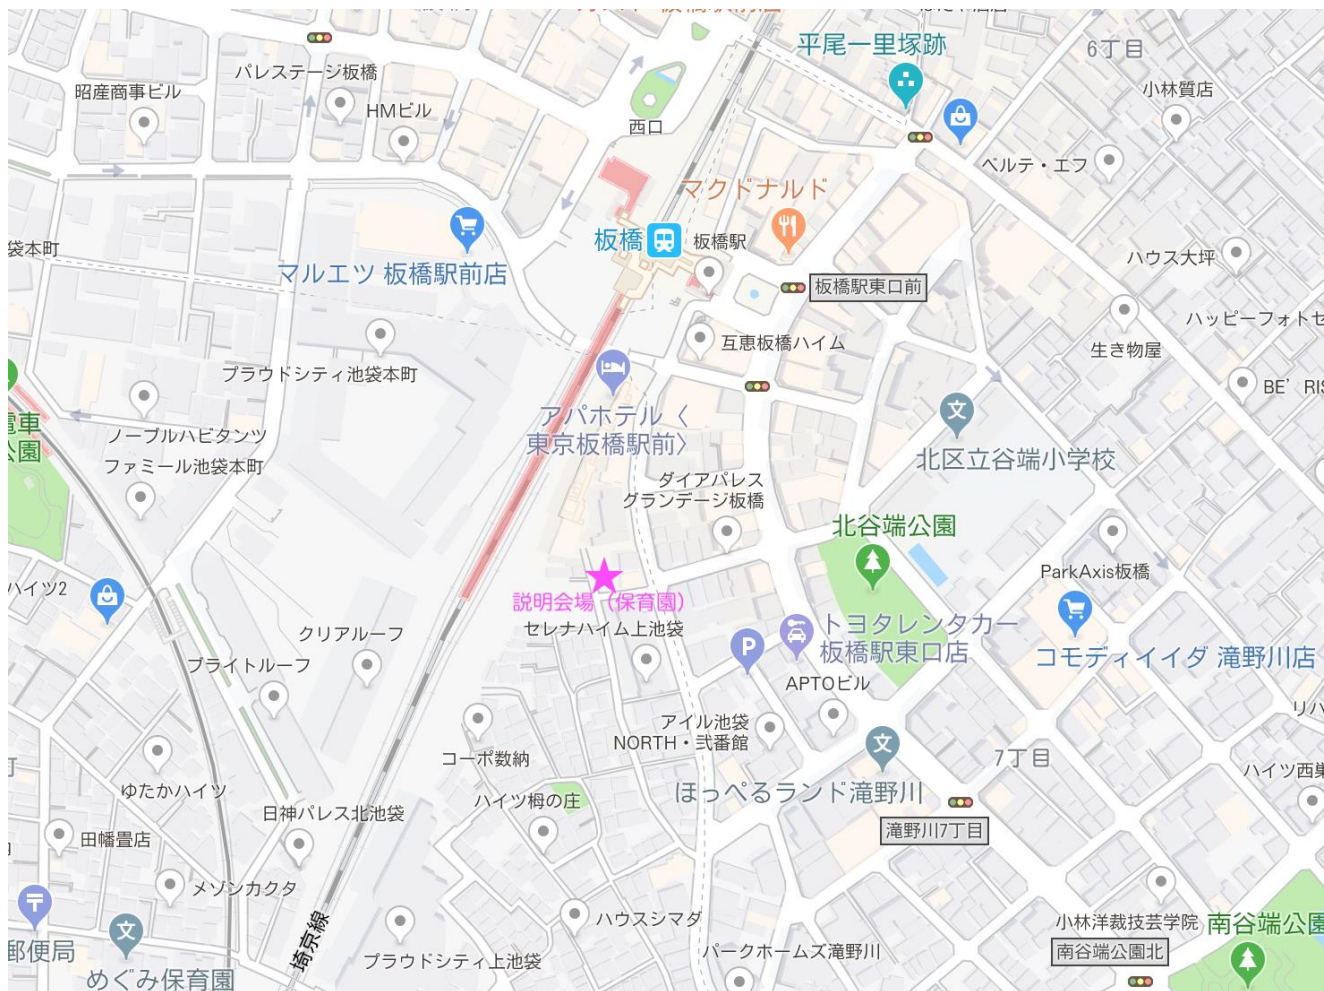 平尾一里塚跡
6丁目
パレステージ板橋
昭産商事ビル
HMビル
小林質店
西口
ベルテ・エフ
マクドナルド
板橋
板橋駅
袋本町
マルエツ 板橋駅前店
ハウス大坪
板橋駅東口前
ハッピーフォトセ
互恵板橋ハイム
生き物屋
プラウドシティ池袋本町
BE' RIS
アパホテル〈
東京板橋駅前〉
電車
公園
ノーブルハビタンツ
ファミール池袋本町
北区立谷端小学校
ダイアパレス
グランデージ板橋
北谷端公園
ParkAxis板橋
ハイツ2
説明会場（保育園）
セレナハイム上池袋
クリアルーフ
トヨタレンタカー
板橋駅東口店
P
コモディイイダ 滝野川店
ブライトルーフ
APTOビル
リハ
アイル池袋
NORTH・弐番館
コーポ数納
7丁目
ハイツ西巣
ゆたかハイツ
ほっぺるランド滝野川
ハイツ栂の庄
日神パレス北池袋
田幡畳店
滝野川7丁目
メゾンカクタ
ハウスシマダ
小林洋裁技芸学院
南谷端公園
埼京線
郵便局
パークホームズ滝野川
南谷端公園北
プラウドシティ上池袋
めぐみ保育園